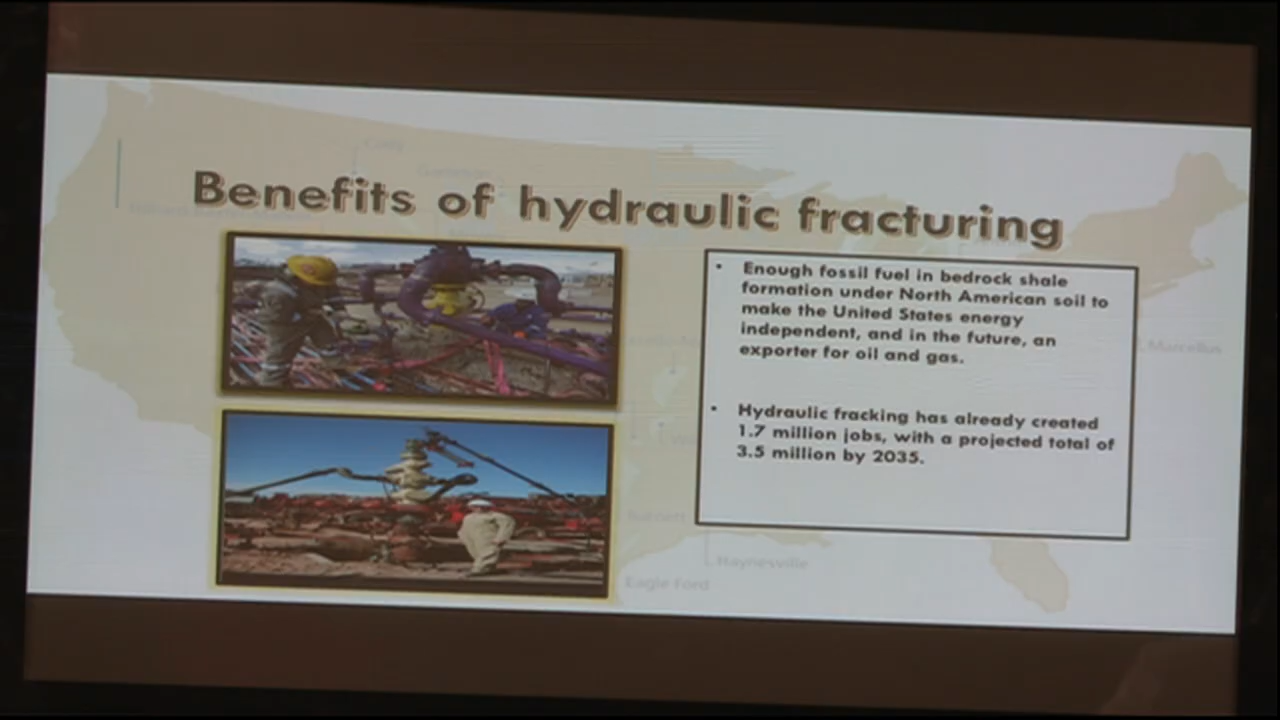 Benefits of hydraulic fracturing
• Enough fossil fuel in bedrock shale
formation under North American soil to
make the United States energy
independent, and in the future, an
exporter for oil and gas.
• Hydraulic fracking has already created
1.7 million jobs, with a projected total of
3.5 million by 2035.
Marcellus
Barnett
Haynesville
Eagle Ford